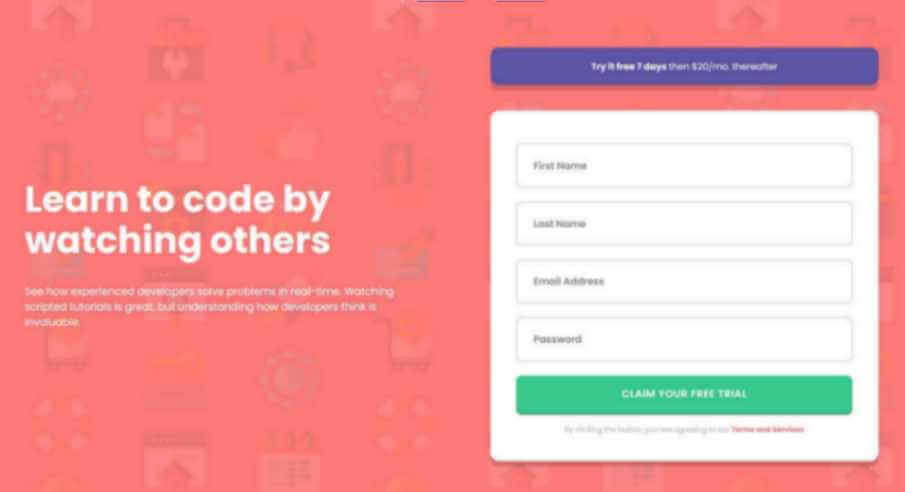 Learn to code by
watching others
See how experienced developers solve problems in real-time. Watching
scripted tutorials is great, but understanding how developers think is
invaluable.
Try it free 7 days then $20/mo. thereafter
First Name
Last Name
Email Address
Password
CLAIM YOUR FREE TRIAL
By clicking the button, you are agreeing to our Terms and Services